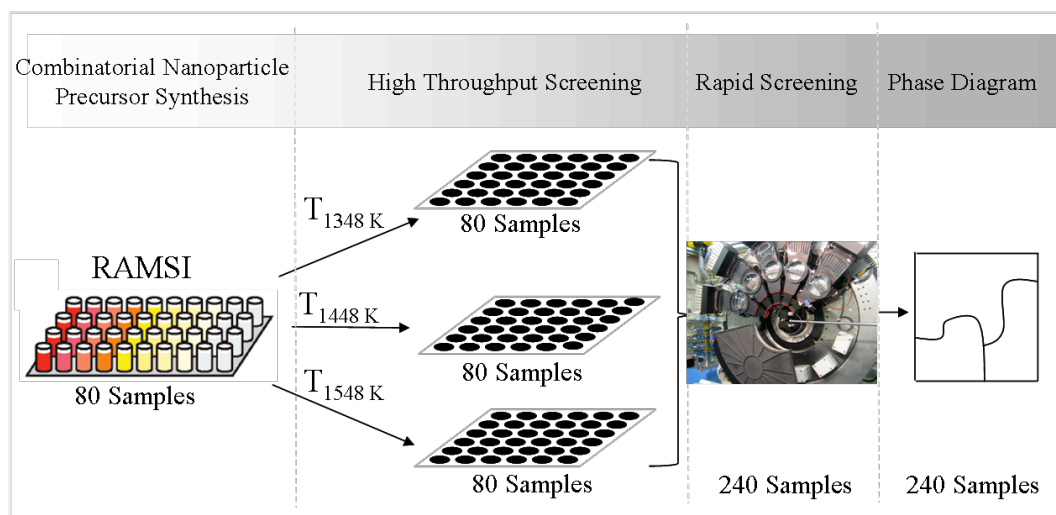 Combinatorial Nanoparticle
Precursor Synthesis
High Throughput Screening
Rapid Screening
Phase Diagram
RAMSI
80 Samples
T1348 K
80 Samples
T1448 K
80 Samples
T1548 K
80 Samples
240 Samples
240 Samples